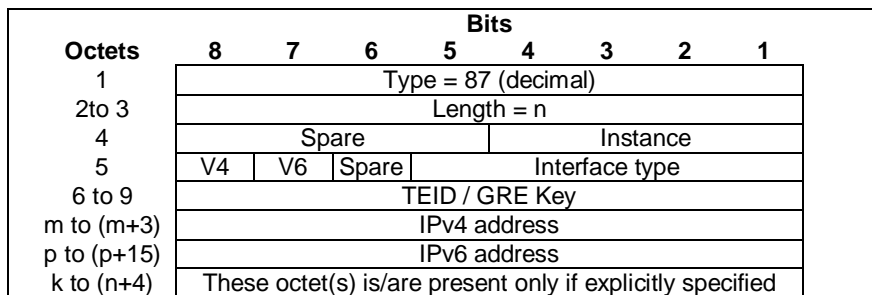 Bits
Octets 8 7 6 5 4 3 2 1
1 Type = 87 (decimal)
2to 3 Length = n
4 Spare Instance
5 V4 V6 Spare Interface type
6 to 9 TEID / GRE Key
m to (m+3) IPv4 address
p to (p+15) IPv6 address
k to (n+4) These octet(s) is/are present only if explicitly specified